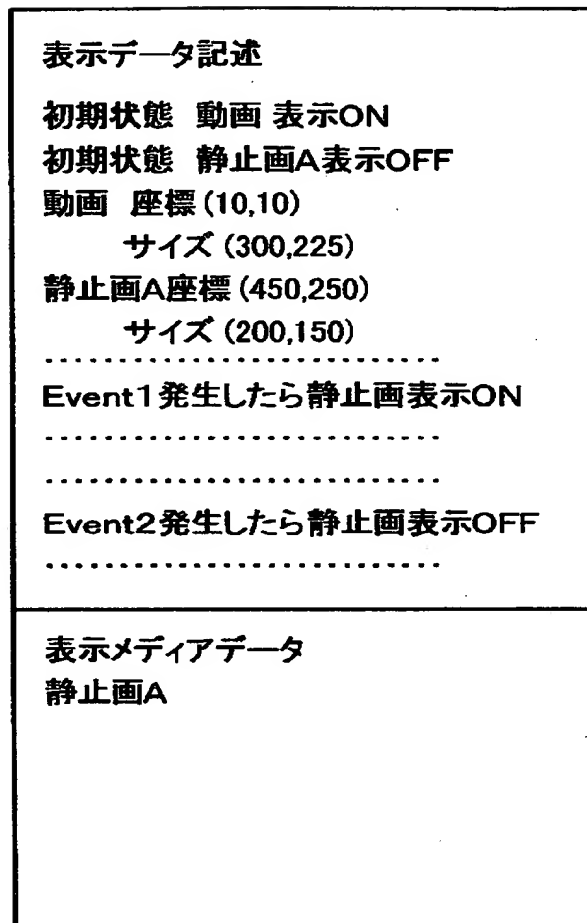 表示データ記述
初期状態 動画 表示ON
初期状態 静止画A表示OFF
動画 座標(10,10)
サイズ(300,225)
静止画A座標(450,250)
サイズ(200,150)
...........................
Event1発生したら静止画表示ON
...........................
...........................
Event2発生したら静止画表示OFF
...........................
表示メディアデータ
静止画A